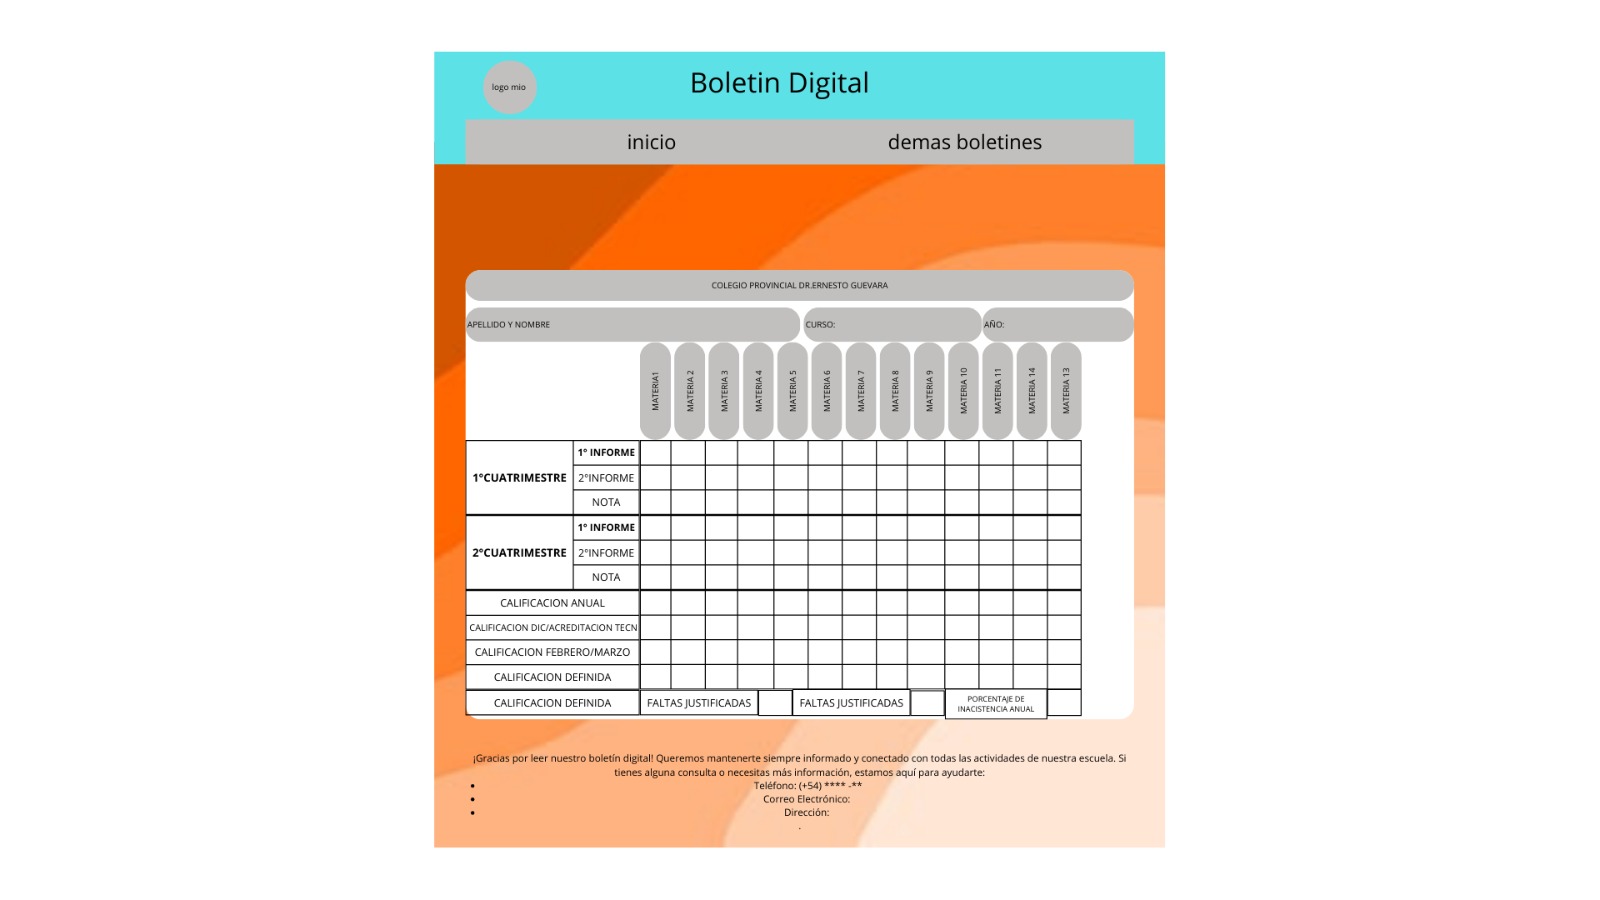 logo mio
Boletin Digital
inicio
demas boletines
COLEGIO PROVINCIAL DR.ERNESTO GUEVARA
APELLIDO Y NOMBRE
CURSO:
AÑO:
MATERIA1
MATERIA 2
MATERIA 3
MATERIA 4
MATERIA 5
MATERIA 6
MATERIA 7
MATERIA 8
MATERIA 9
MATERIA 10
MATERIA 11
MATERIA 14
MATERIA 13
1°CUATRIMESTRE
1° INFORME
2°INFORME
NOTA
2°CUATRIMESTRE
1° INFORME
2°INFORME
NOTA
CALIFICACION ANUAL
CALIFICACION DIC/ACREDITACION TECN
CALIFICACION FEBRERO/MARZO
CALIFICACION DEFINIDA
CALIFICACION DEFINIDA
FALTAS JUSTIFICADAS
FALTAS JUSTIFICADAS
PORCENTAJE DE
INACISTENCIA ANUAL
¡Gracias por leer nuestro boletín digital! Queremos mantenerte siempre informado y conectado con todas las actividades de nuestra escuela. Si
tienes alguna consulta o necesitas más información, estamos aquí para ayudarte:
• Teléfono: (+54) **** -**
• Correo Electrónico:
• Dirección:
.